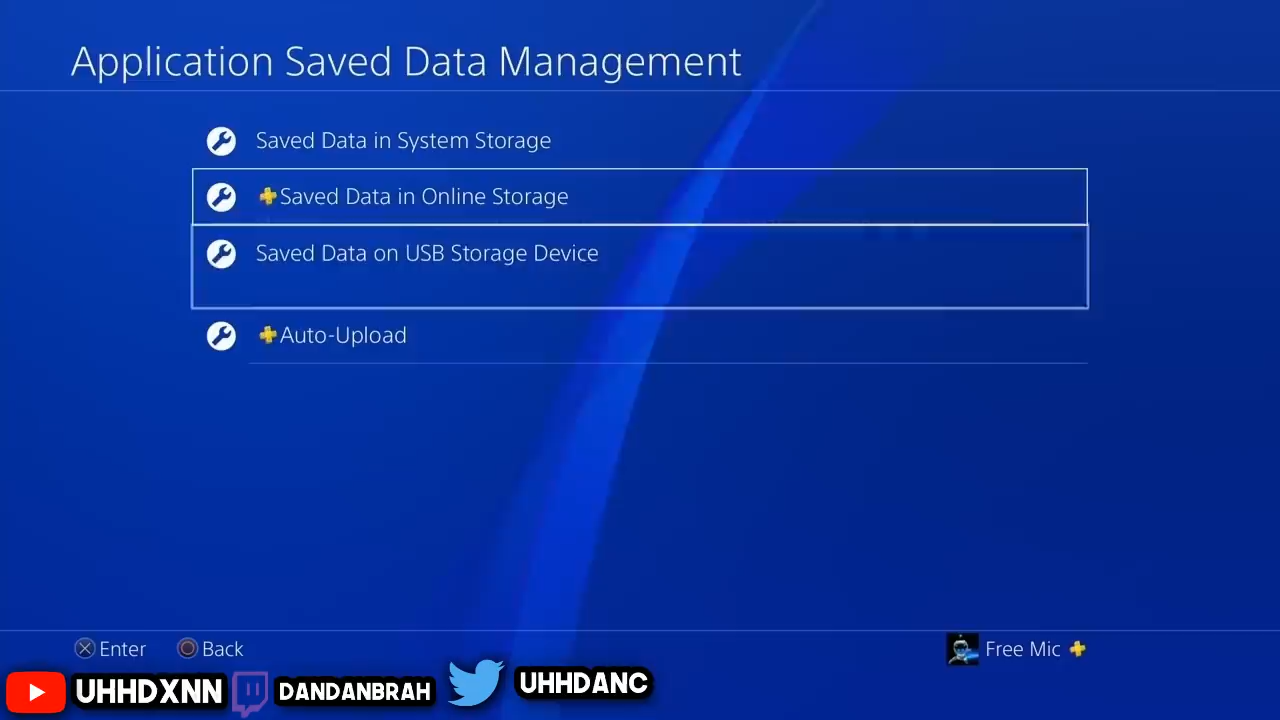 Application Saved Data Management
Saved Data in System Storage
Saved Data in Online Storage
Saved Data on USB Storage Device
Auto-Upload
Enter Back Free Mic
UHHDXNN DANDANBRAH UHHDANC